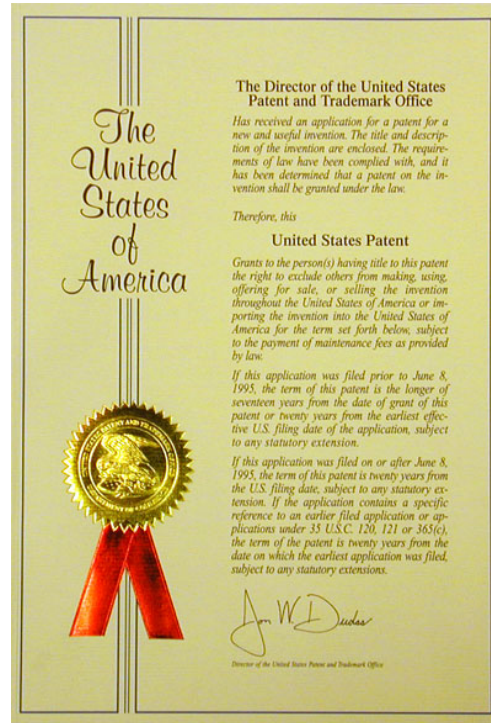 The
United
States
of
America
The Director of the United States
Patent and Trademark Office
Has received an application for a patent for a
new and useful invention. The title and descrip-
tion of the invention are enclosed. The require-
ments of law have been complied with, and it
has been determined that a patent on the in-
vention shall be granted under the law.
Therefore, this
United States Patent
Grants to the person(s) having title to this patent
the right to exclude others from making, using,
offering for sale, or selling the invention
throughout the United States of America or im-
porting the invention into the United States of
America for the term set forth below, subject
to the payment of maintenance fees as provided
by law.
If this application was filed prior to June 8,
1995, the term of this patent is the longer of
seventeen years from the date of grant of this
patent or twenty years from the earliest effec-
tive U.S. filing date of the application, subject
to any statutory extension.
If this application was filed on or after June 8,
1995, the term of this patent is twenty years from
the U.S. filing date, subject to any statutory ex-
tension. If the application contains a specific
reference to an earlier filed application or ap-
plications under 35 U.S.C. 120, 121 or 365(c),
the term of the patent is twenty years from the
date on which the earliest application was filed,
subject to any statutory extensions.
Jon W. Dudas
Director of the United States Patent and Trademark Office